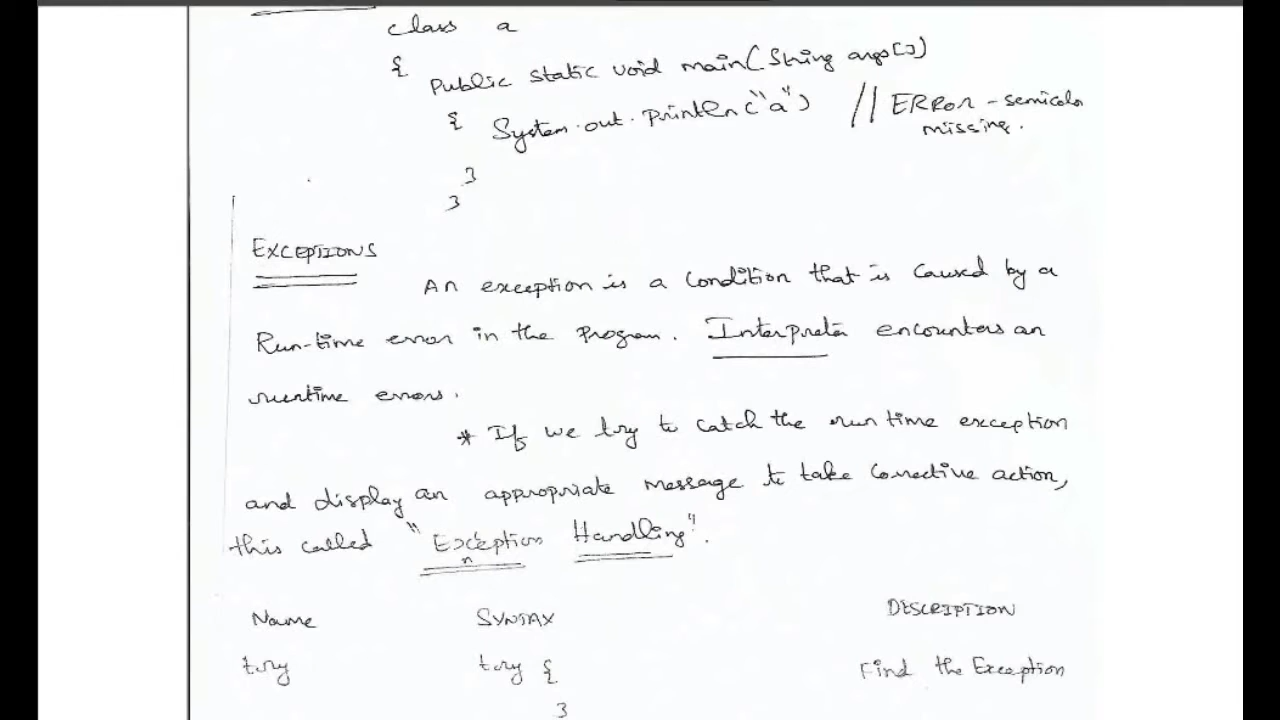 class a
{
Public static void main(String args[])
{ System.out.println("a") // ERROR - semicolon
missing.
}
}
EXCEPTIONS
An exception is a condition that is caused by a
Run-time error in the program. Interpreter encounters an
runtime errors.
* If we try to catch the run time exception
and display an appropriate message to take corrective action,
this called "Exception Handling".
Name SYNTAX DESCRIPTION
try try { Find the Exception
}